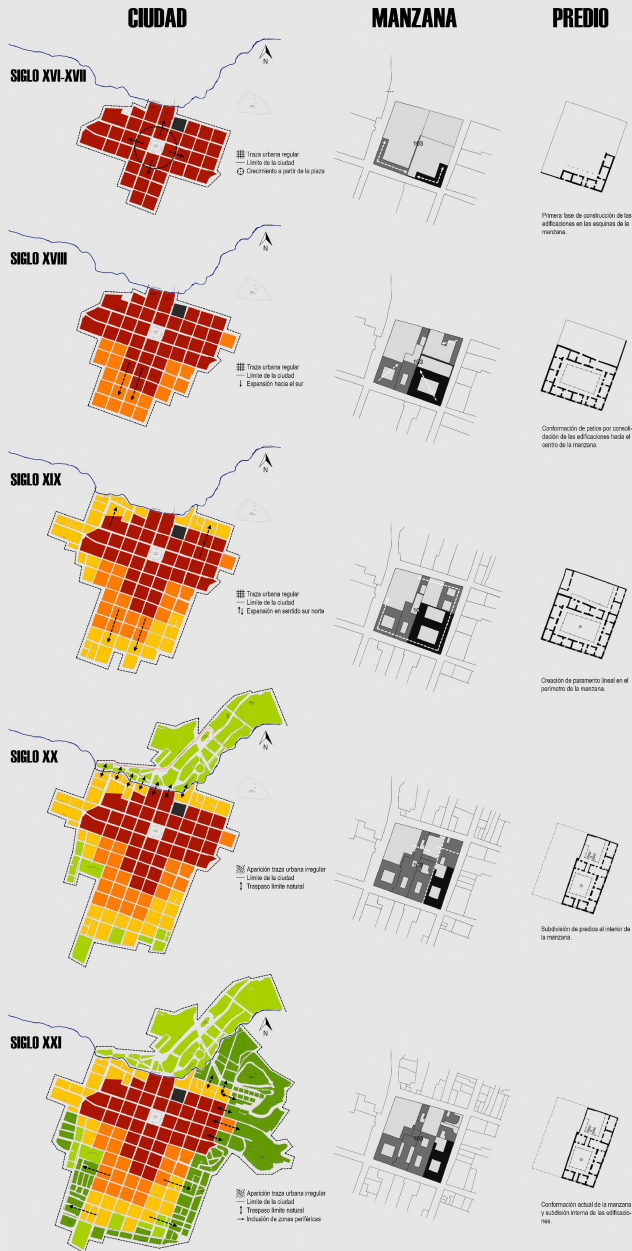 CIUDAD
MANZANA
PREDIO
SIGLO XVI-XVII
N
Traza urbana regular
Límite de la ciudad
Crecimiento a partir de la plaza
103
Primera fase de construcción de las
edificaciones en las esquinas de la
manzana.
SIGLO XVIII
N
Traza urbana regular
Límite de la ciudad
Expansión hacia el sur
103
Conformación de patios por consoli-
dación de las edificaciones hacia el
centro de la manzana.
SIGLO XIX
N
Traza urbana regular
Límite de la ciudad
Expansión en sentido sur norte
Creación de paramento lineal en el
perímetro de la manzana.
SIGLO XX
N
Aparición traza urbana irregular
Límite de la ciudad
Traspaso límite natural
Subdivisión de predios al interior de
la manzana.
SIGLO XXI
N
Aparición traza urbana irregular
Límite de la ciudad
Traspaso límite natural
Inclusión de zonas periféricas
103
Conformación actual de la manzana
y subdisión interna de las edificacio-
nes.